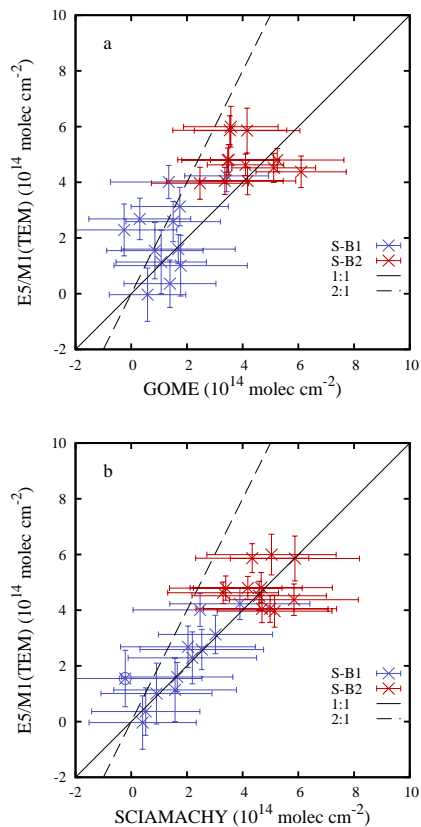 10
8
6
4
2
0
-2
-2 0 2 4 6 8 10
a
E5/M1(TEM) (10^14 molec cm^-2)
GOME (10^14 molec cm^-2)
S-B1
S-B2
1:1
2:1
10
8
6
4
2
0
-2
-2 0 2 4 6 8 10
b
E5/M1(TEM) (10^14 molec cm^-2)
SCIAMACHY (10^14 molec cm^-2)
S-B1
S-B2
1:1
2:1